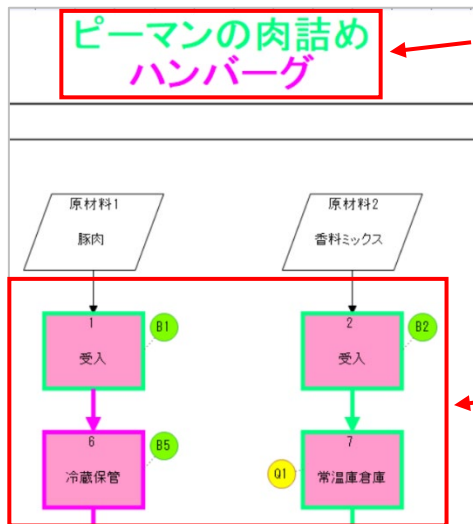 ピーマンの肉詰め
ハンバーグ
原材料1
豚肉
原材料2
香料ミックス
1
受入
B1
2
受入
B2
6
冷蔵保管
B5
7
常温庫倉庫
Q1